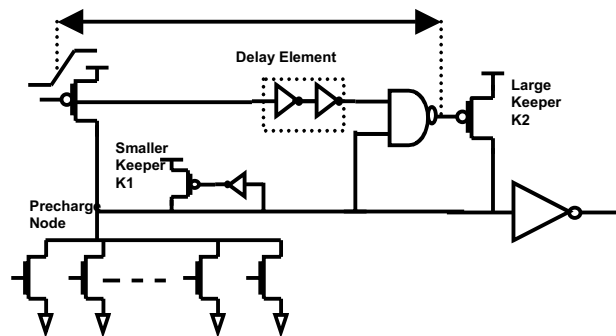 Delay Element
Large
Keeper
K2
Smaller
Keeper
K1
Precharge
Node